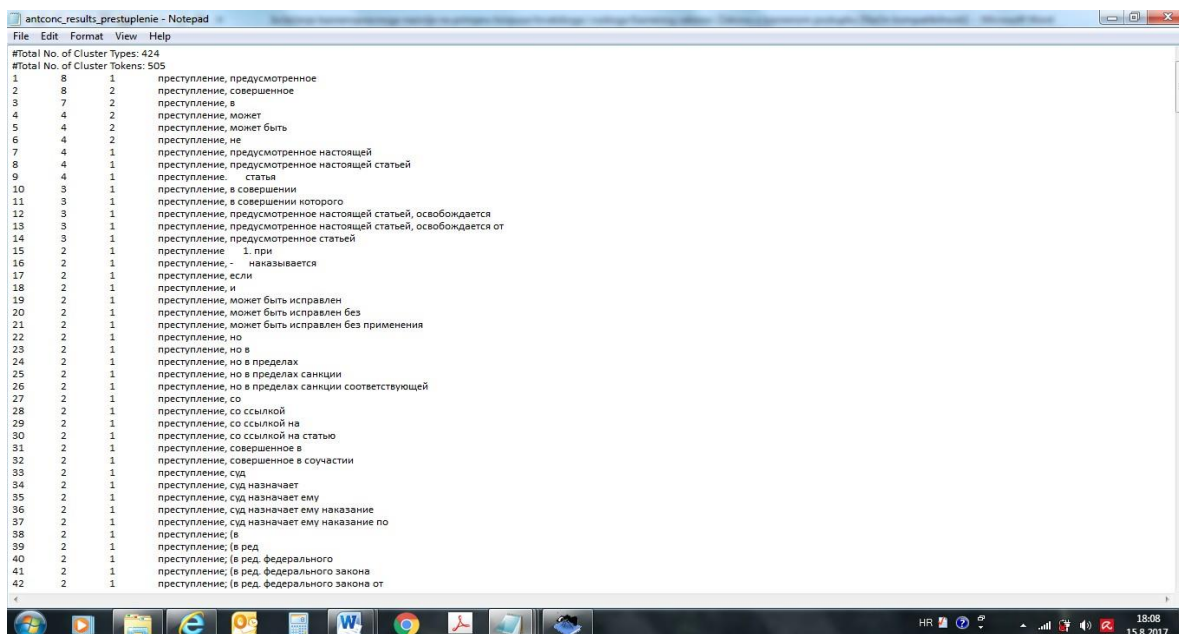 antconc_results_prestuplenie - Notepad
File Edit Format View Help
#Total No. of Cluster Types: 424
#Total No. of Cluster Tokens: 505
1 8 1 преступление, предусмотренное
2 8 2 преступление, совершенное
3 7 2 преступление, в
4 4 2 преступление, может
5 4 2 преступление, может быть
6 4 2 преступление, не
7 4 1 преступление, предусмотренное настоящей
8 4 1 преступление, предусмотренное настоящей статьей
9 4 1 преступление. статья
10 3 1 преступление, в совершении
11 3 1 преступление, в совершении которого
12 3 1 преступление, предусмотренное настоящей статьей, освобождается
13 3 1 преступление, предусмотренное настоящей статьей, освобождается от
14 3 1 преступление, предусмотренное статьей
15 2 1 преступление 1. при
16 2 1 преступление, - наказывается
17 2 1 преступление, если
18 2 1 преступление, и
19 2 1 преступление, может быть исправлен
20 2 1 преступление, может быть исправлен без
21 2 1 преступление, может быть исправлен без применения
22 2 1 преступление, но
23 2 1 преступление, но в
24 2 1 преступление, но в пределах
25 2 1 преступление, но в пределах санкции
26 2 1 преступление, но в пределах санкции соответствующей
27 2 1 преступление, со
28 2 1 преступление, со ссылкой
29 2 1 преступление, со ссылкой на
30 2 1 преступление, со ссылкой на статью
31 2 1 преступление, совершенное в
32 2 1 преступление, совершенное в соучастии
33 2 1 преступление, суд
34 2 1 преступление, суд назначает
35 2 1 преступление, суд назначает ему
36 2 1 преступление, суд назначает ему наказание
37 2 1 преступление, суд назначает ему наказание по
38 2 1 преступление; (в
39 2 1 преступление; (в ред
40 2 1 преступление; (в ред. федерального
41 2 1 преступление; (в ред. федерального закона
42 2 1 преступление; (в ред. федерального закона от
HR 18:08
15.8.2017